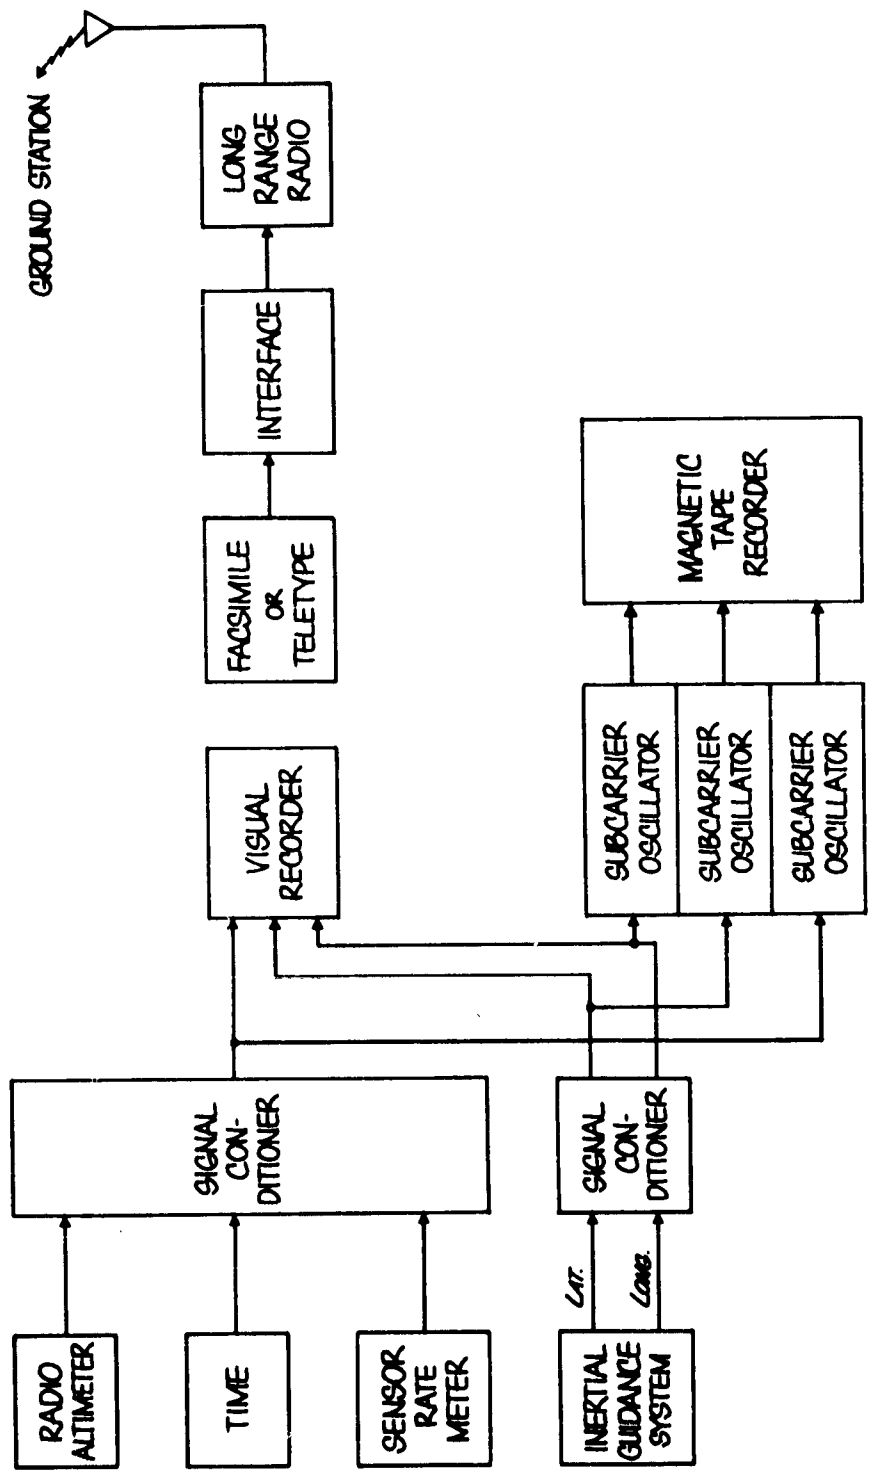 GROUND STATION
RADIO
ALTIMETER
TIME
SENSOR
RATE
METER
INERTIAL
GUIDANCE
SYSTEM
LAT.
LONG.
SIGNAL
CON-
DITIONER
SIGNAL
CON-
DITIONER
VISUAL
RECORDER
FACSIMILE
OR
TELETYPE
INTERFACE
LONG
RANGE
RADIO
SUBCARRIER
OSCILLATOR
SUBCARRIER
OSCILLATOR
SUBCARRIER
OSCILLATOR
MAGNETIC
TAPE
RECORDER